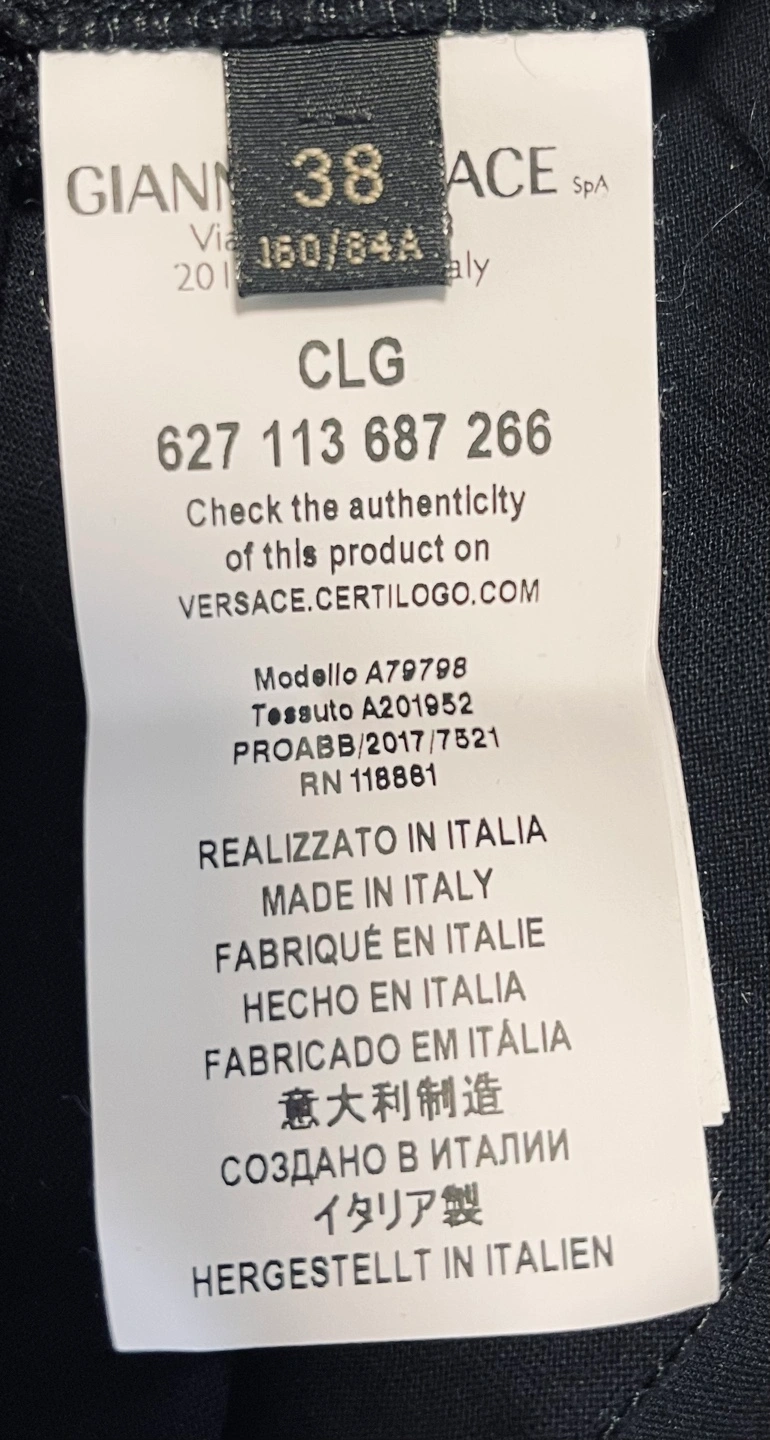 38
160/84A
GIANN ACE SpA
Via
201 aly
CLG
627 113 687 266
Check the authenticity
of this product on
VERSACE.CERTILOGO.COM
Modello A79798
Tessuto A201952
PROABB/2017/7521
RN 118881
REALIZZATO IN ITALIA
MADE IN ITALY
FABRIQUÉ EN ITALIE
HECHO EN ITALIA
FABRICADO EM ITÁLIA
意大利制造
СОЗДАНО В ИТАЛИИ
イタリア製
HERGESTELLT IN ITALIEN